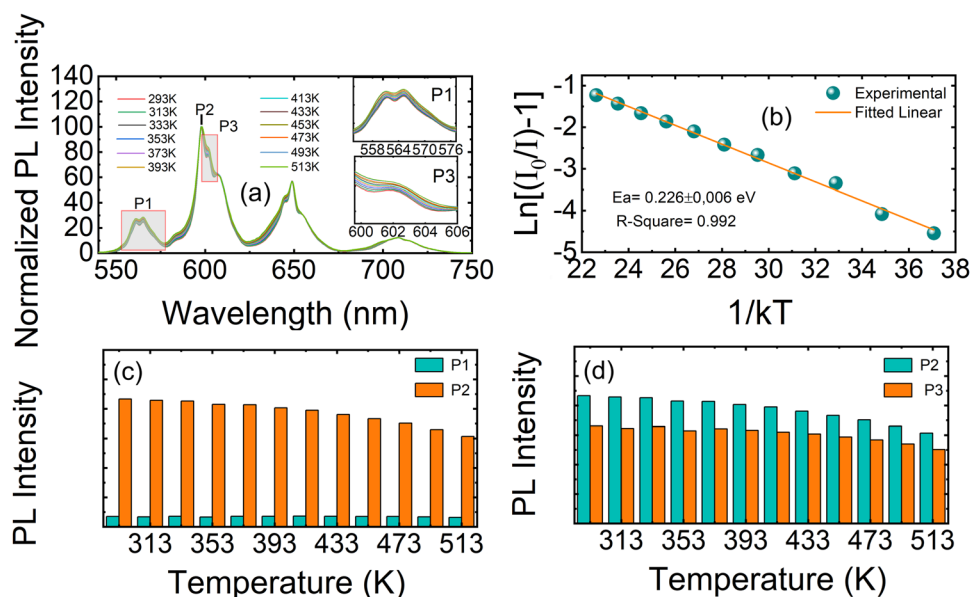 Normalized PL Intensity
140
120
100
80
60
40
20
0
293K
313K
333K
353K
373K
393K
413K
433K
453K
473K
493K
513K
P1
P2
P3
(a)
P1
558 564 570 576
P3
600 602 604 606
550 600 650 700 750
Wavelength (nm)
Ln[(I₀/I)-1]
-1
-2
-3
-4
-5
(b)
Experimental
Fitted Linear
Ea= 0.226±0,006 eV
R-Square= 0.992
22 24 26 28 30 32 34 36 38
1/kT
PL Intensity
(c)
P1
P2
313 353 393 433 473 513
Temperature (K)
PL Intensity
(d)
P2
P3
313 353 393 433 473 513
Temperature (K)